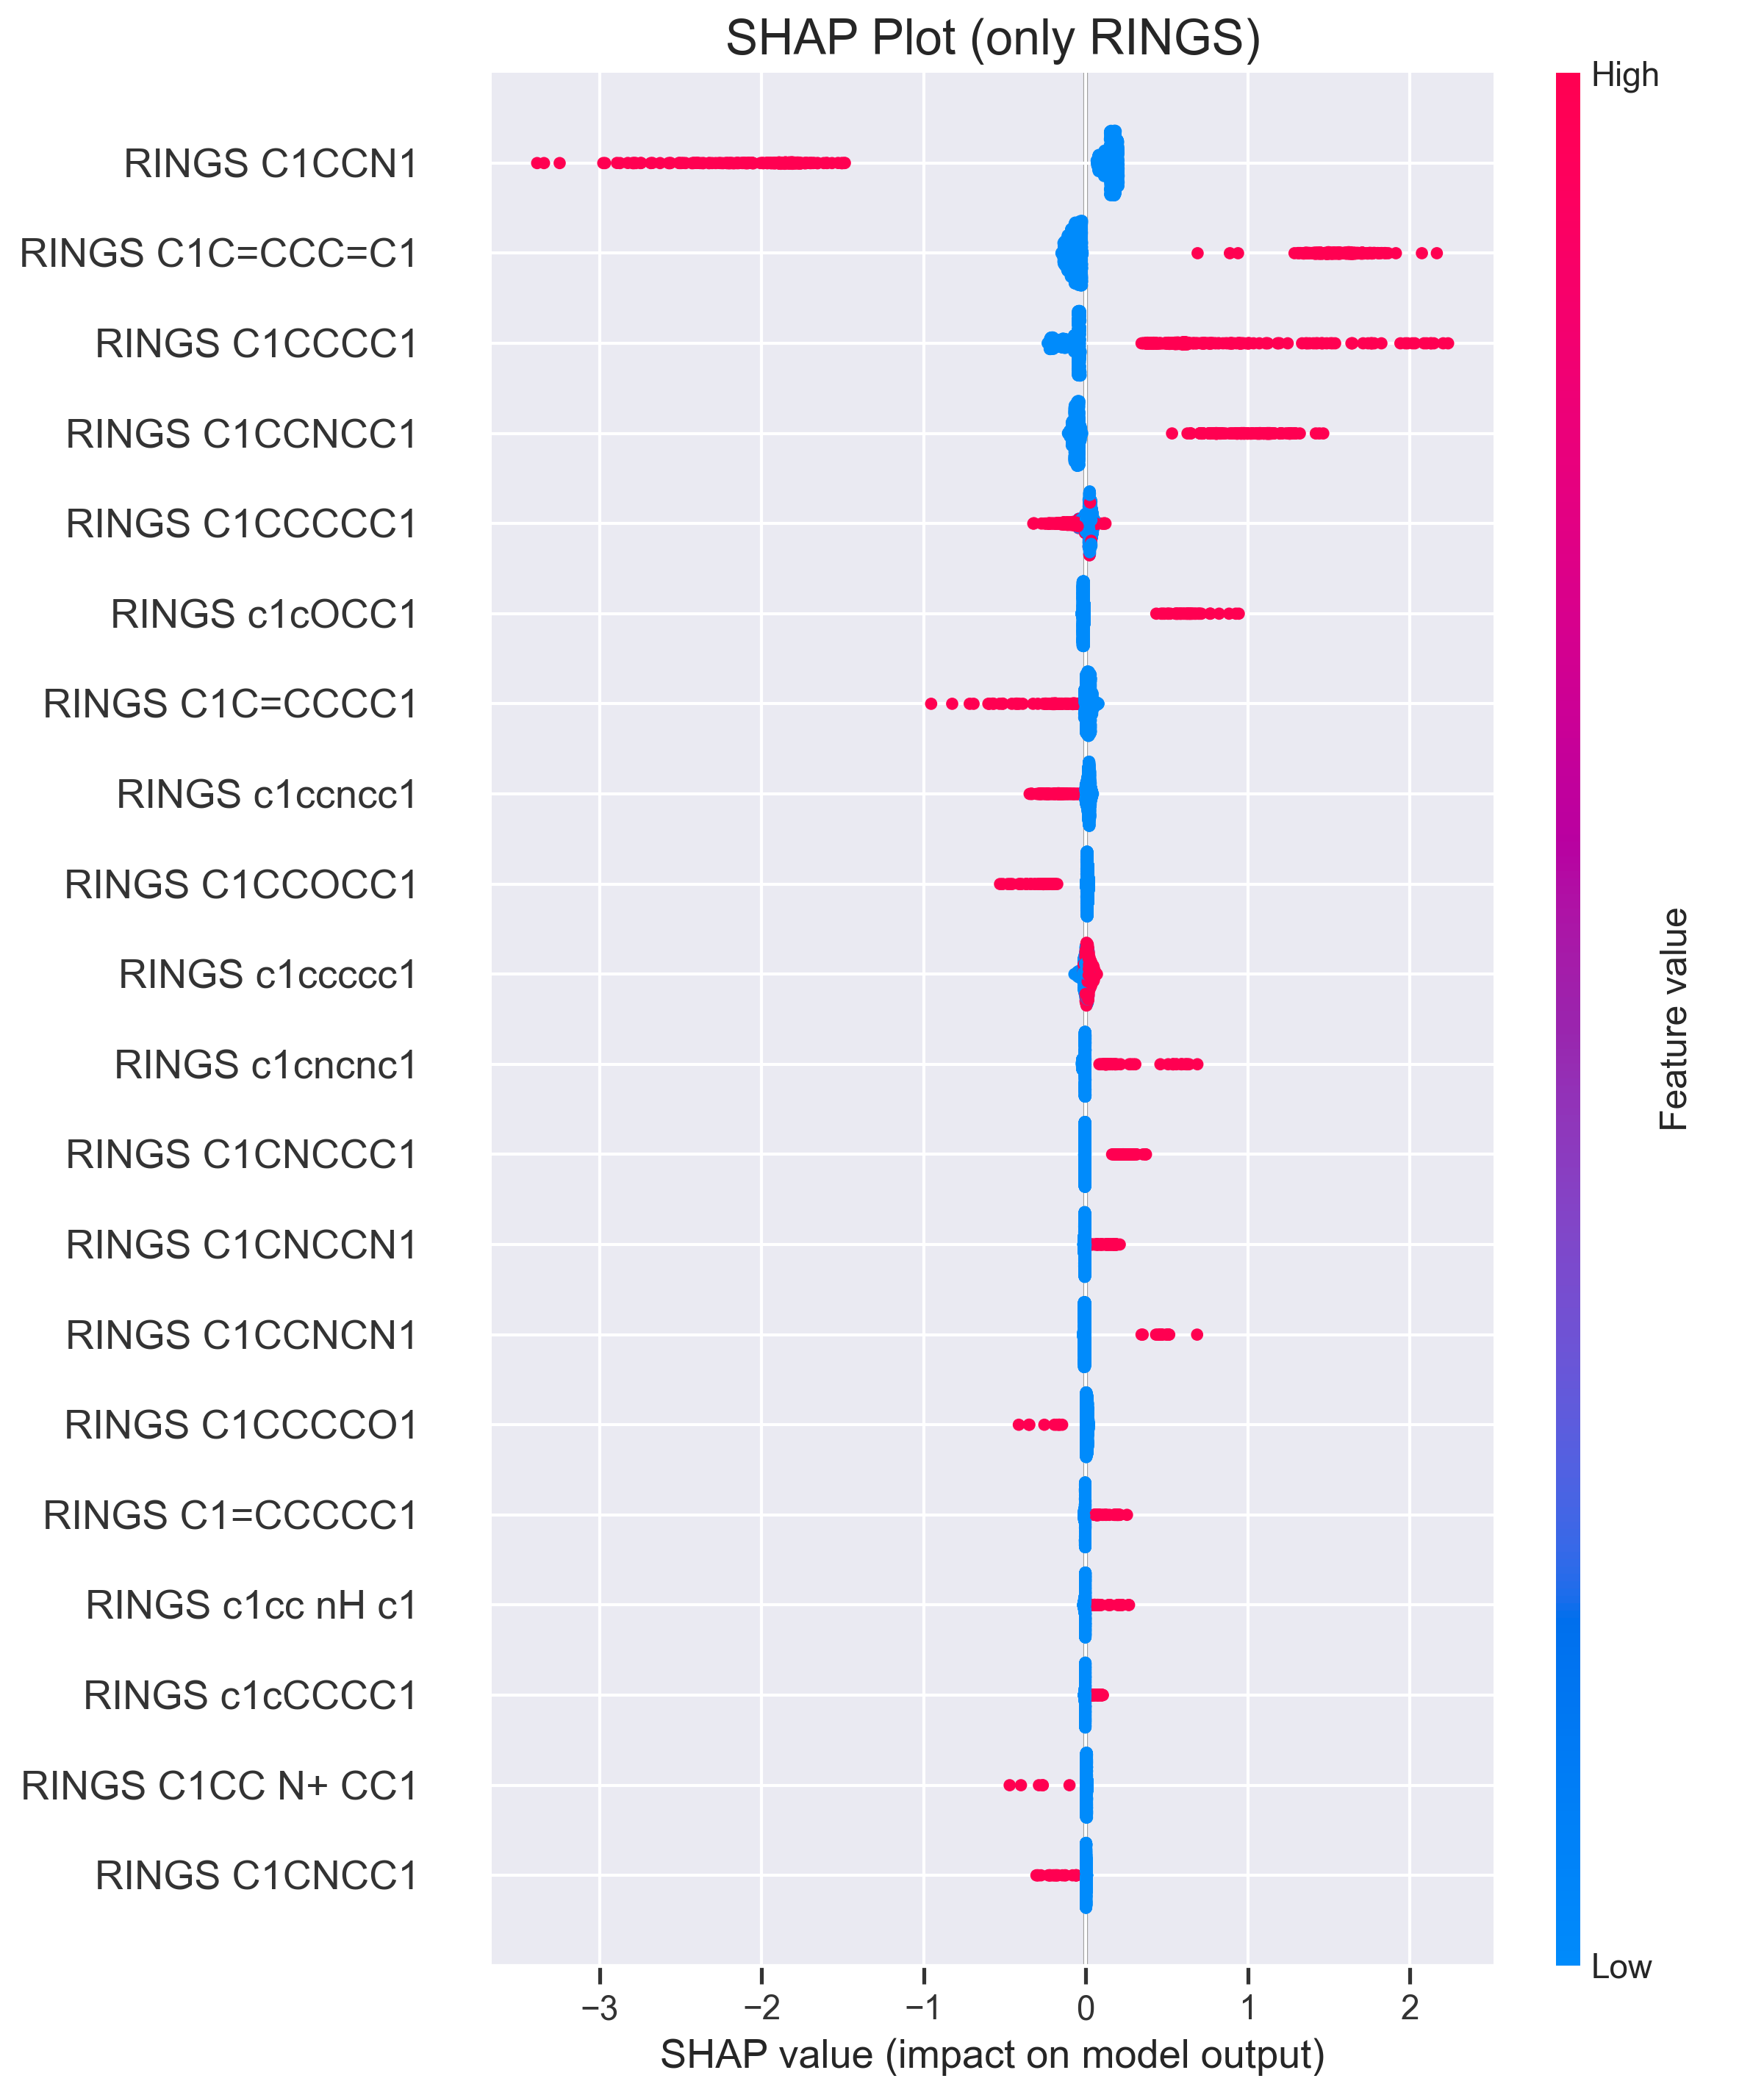 SHAP Plot (only RINGS)
High
RINGS C1CCN1
RINGS C1C=CCC=C1
RINGS C1CCCC1
RINGS C1CCNCC1
RINGS C1CCCCC1
RINGS c1cOCC1
RINGS C1C=CCCC1
RINGS c1ccncc1
RINGS C1CCOCC1
RINGS c1ccccc1
RINGS c1cncnc1
RINGS C1CNCCC1
RINGS C1CNCCN1
RINGS C1CCNCN1
RINGS C1CCCCO1
RINGS C1=CCCCC1
RINGS c1cc nH c1
RINGS c1cCCCC1
RINGS C1CC N+ CC1
RINGS C1CNCC1
Feature value
Low
−3 −2 −1 0 1 2
SHAP value (impact on model output)